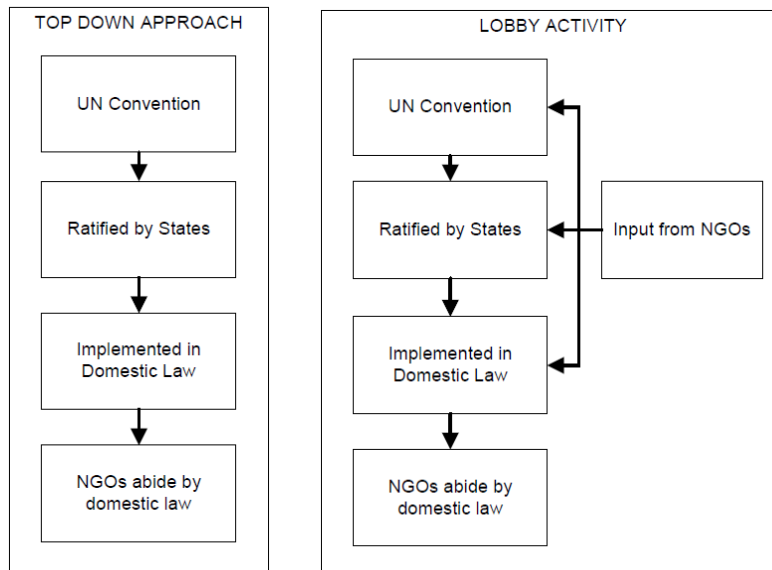 TOP DOWN APPROACH
UN Convention
Ratified by States
Implemented in
Domestic Law
NGOs abide by
domestic law
LOBBY ACTIVITY
UN Convention
Ratified by States
Input from NGOs
Implemented in
Domestic Law
NGOs abide by
domestic law